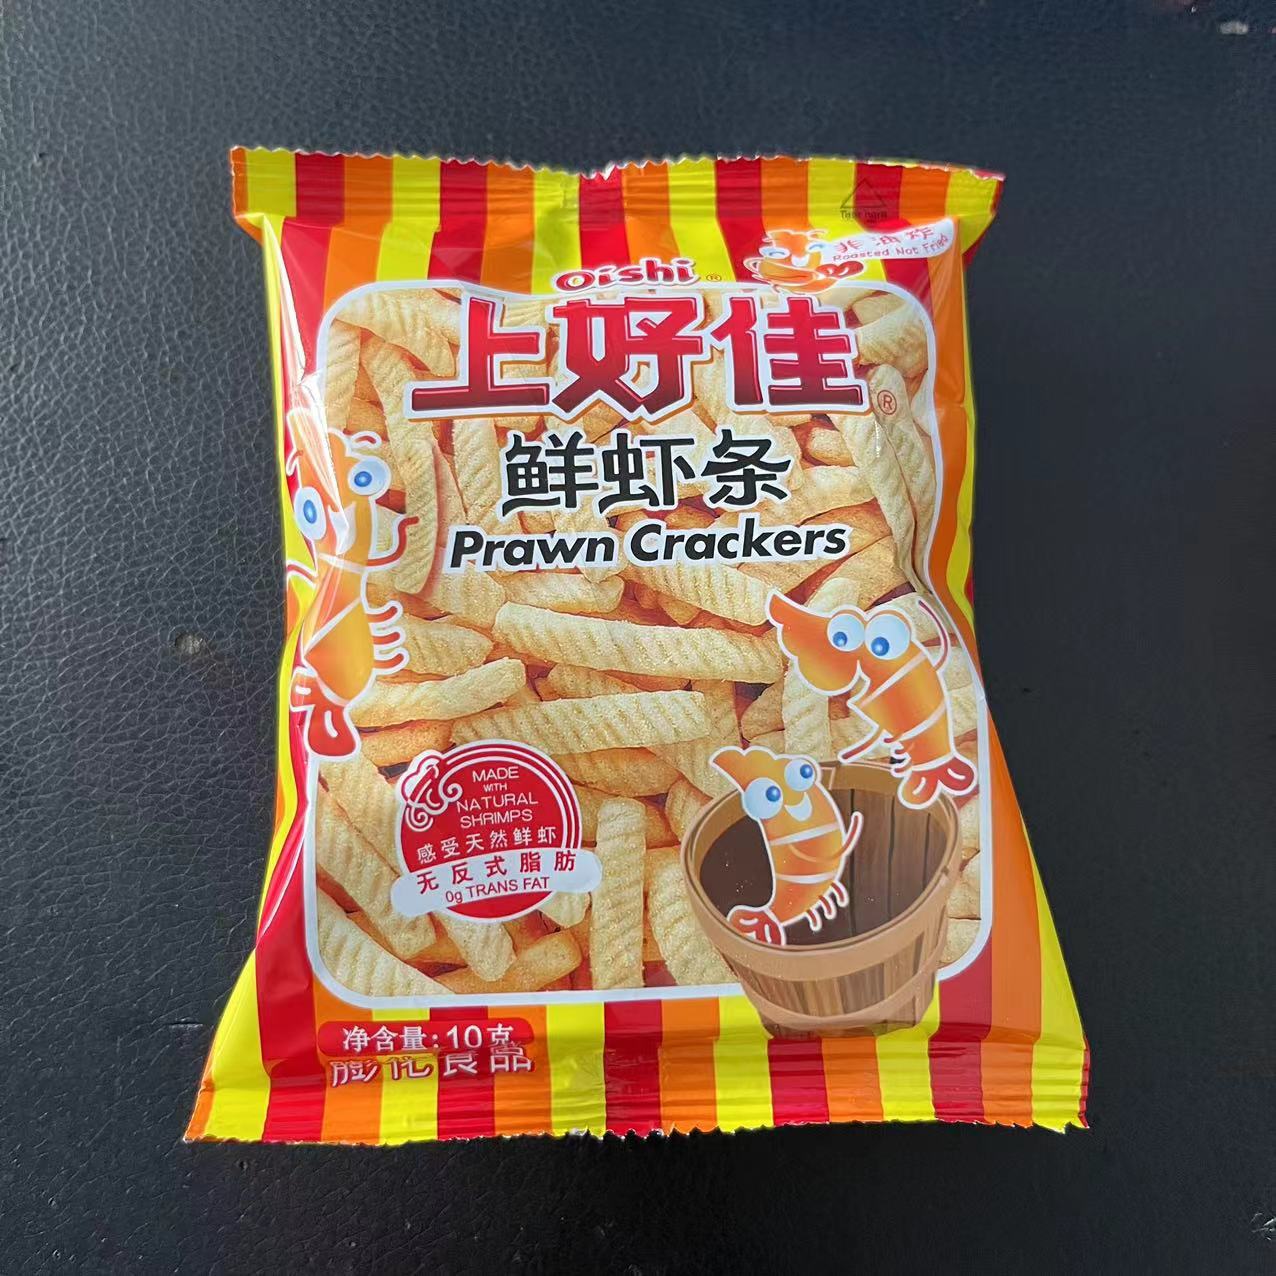 Tear here
非油炸
Roasted Not Fried
Oishi®
上好佳®
鲜虾条
Prawn Crackers
MADE
WITH
NATURAL
SHRIMPS
感受天然鲜虾
无反式脂肪
0g TRANS FAT
净含量:10克
膨化食品